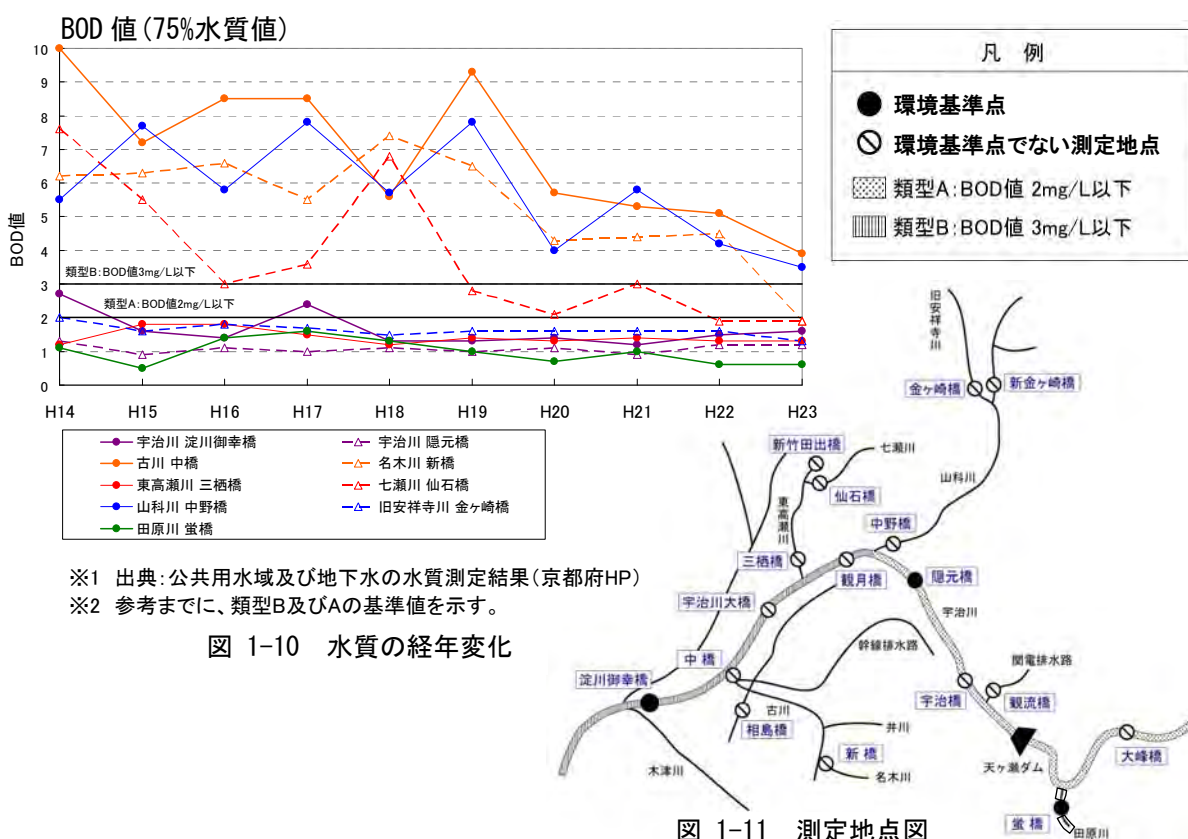 BOD 値(75%水質値)
10
9
8
7
6
5
4
3
2
1
0
BOD値
類型B:BOD値3mg/L以下
類型A:BOD値2mg/L以下
H14 H15 H16 H17 H18 H19 H20 H21 H22 H23
宇治川 淀川御幸橋
宇治川 隠元橋
古川 中橋
名木川 新橋
東高瀬川 三栖橋
七瀬川 仙石橋
山科川 中野橋
旧安祥寺川 金ヶ崎橋
田原川 蛍橋
※1 出典:公共用水域及び地下水の水質測定結果(京都府HP)
※2 参考までに、類型B及びAの基準値を示す。
図 1-10 水質の経年変化
凡 例
環境基準点
環境基準点でない測定地点
類型A:BOD値 2mg/L以下
類型B:BOD値 3mg/L以下
旧安祥寺川
金ヶ崎橋
新金ヶ崎橋
新竹田出橋
七瀬川
仙石橋
東高瀬川
山科川
中野橋
三栖橋
観月橋
隠元橋
宇治川大橋
宇治川
幹線排水路
中 橋
関電排水路
淀川御幸橋
宇治橋
観流橋
古川
相島橋
井川
新 橋
大峰橋
木津川
名木川
天ヶ瀬ダム
蛍 橋
田原川
図 1-11 測定地点図